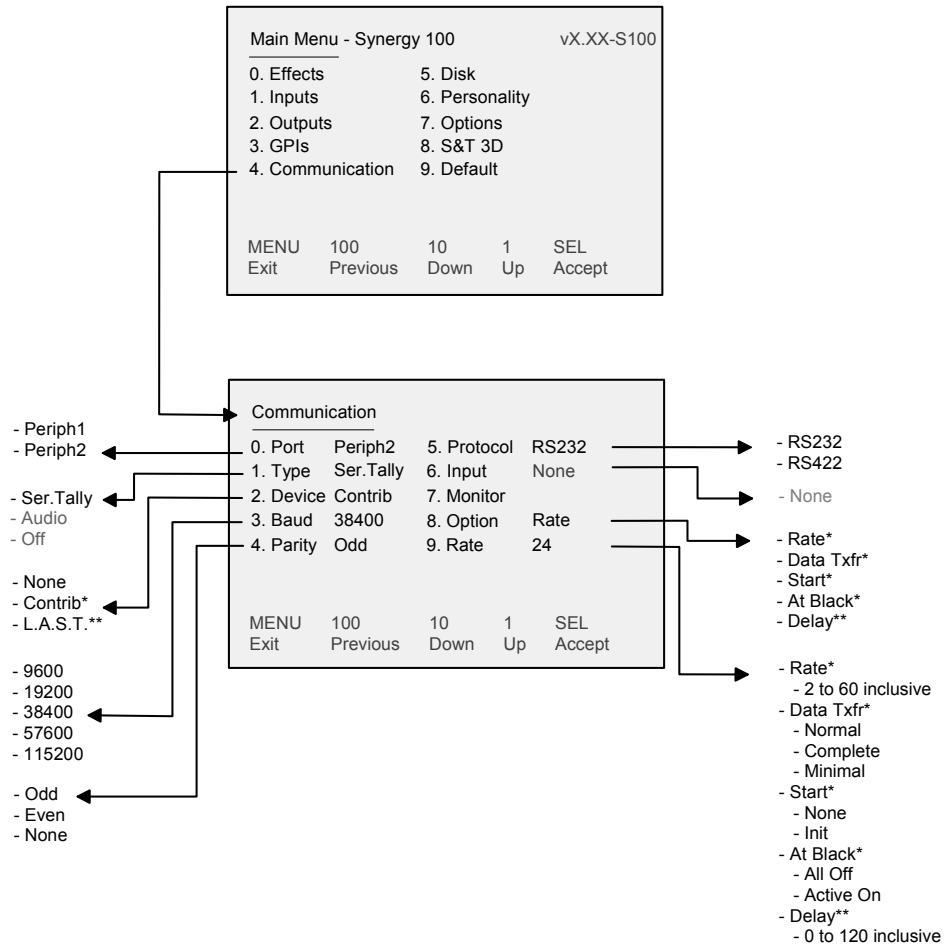 Main Menu - Synergy 100 vX.XX-S100
0. Effects 5. Disk
1. Inputs 6. Personality
2. Outputs 7. Options
3. GPIs 8. S&T 3D
4. Communication 9. Default
MENU 100 10 1 SEL
Exit Previous Down Up Accept
Communication
0. Port Periph2 5. Protocol RS232
1. Type Ser.Tally 6. Input None
2. Device Contrib 7. Monitor
3. Baud 38400 8. Option Rate
4. Parity Odd 9. Rate 24
MENU 100 10 1 SEL
Exit Previous Down Up Accept
- Periph1
- Periph2
- Ser.Tally
- Audio
- Off
- None
- Contrib*
- L.A.S.T.**
- 9600
- 19200
- 38400
- 57600
- 115200
- Odd
- Even
- None
- RS232
- RS422
- None
- Rate*
- Data Txfr*
- Start*
- At Black*
- Delay**
- Rate*
- 2 to 60 inclusive
- Data Txfr*
- Normal
- Complete
- Minimal
- Start*
- None
- Init
- At Black*
- All Off
- Active On
- Delay**
- 0 to 120 inclusive